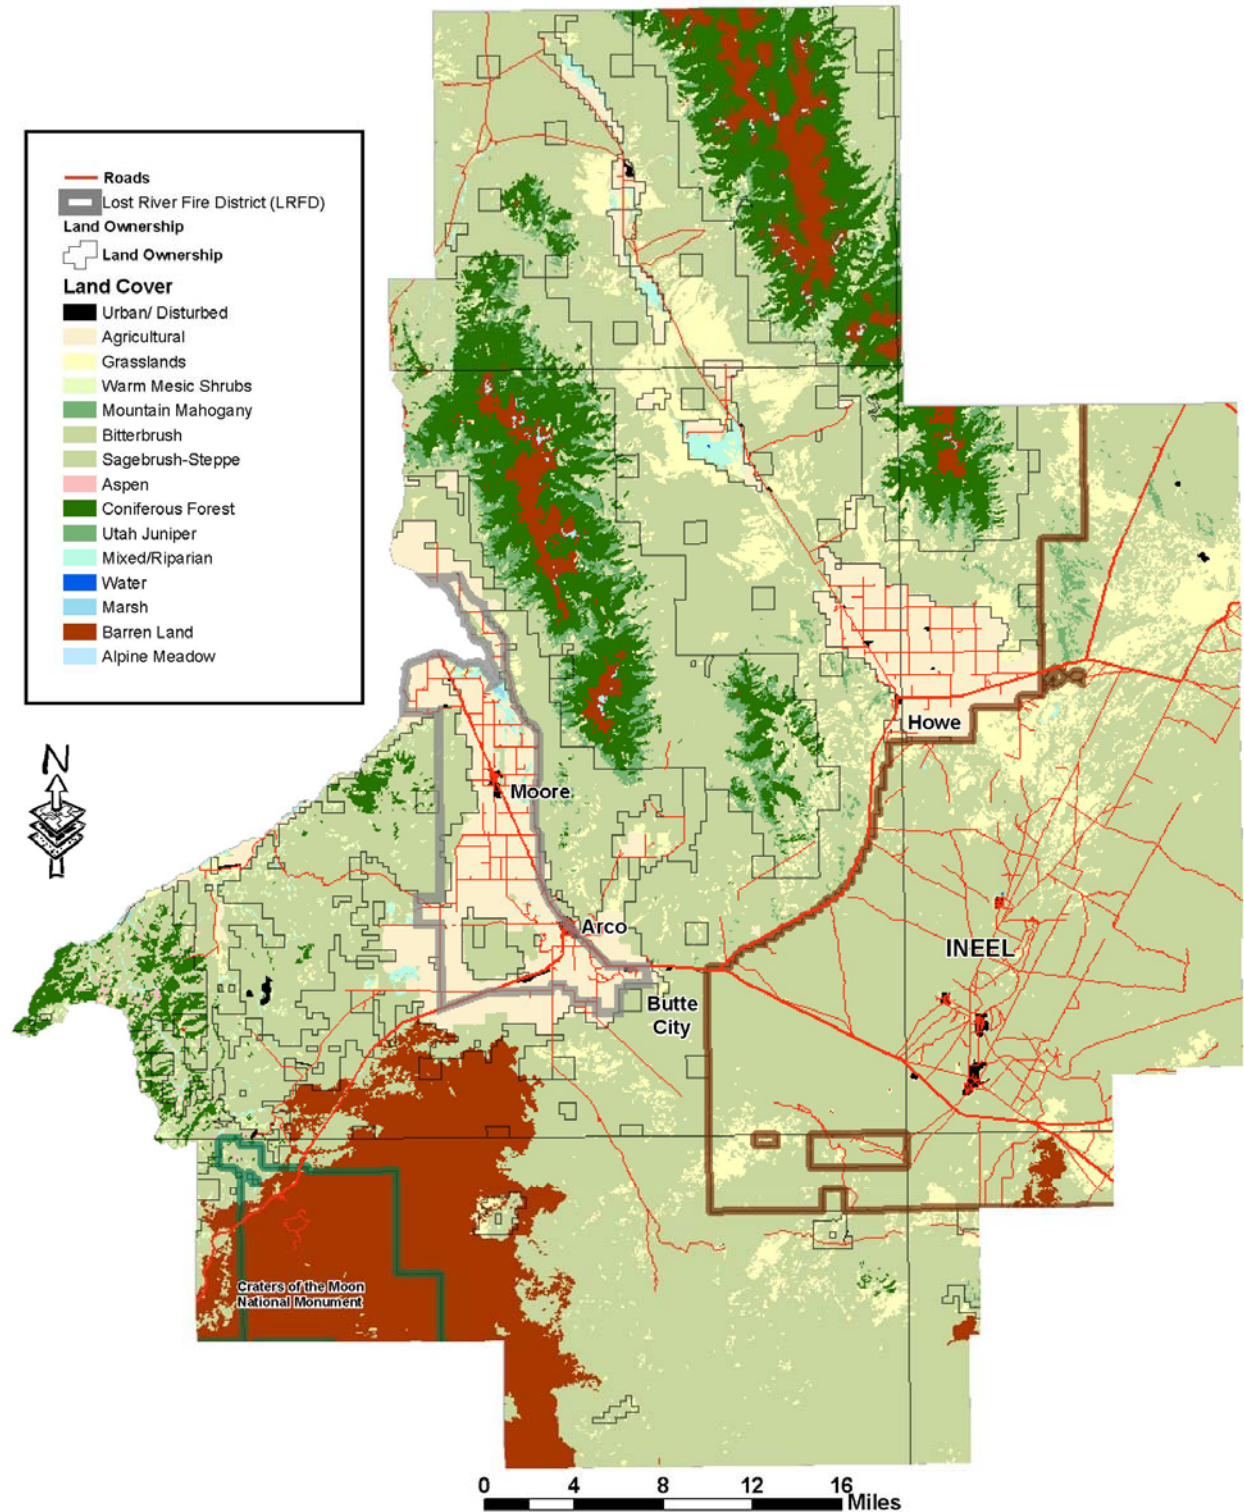 Roads
Lost River Fire District (LRFD)
Land Ownership
Land Ownership
Land Cover
Urban/ Disturbed
Agricultural
Grasslands
Warm Mesic Shrubs
Mountain Mahogany
Bitterbrush
Sagebrush-Steppe
Aspen
Coniferous Forest
Utah Juniper
Mixed/Riparian
Water
Marsh
Barren Land
Alpine Meadow
N
Howe
Moore
Arco
INEEL
Butte
City
Craters of the Moon
National Monument
0 4 8 12 16
Miles